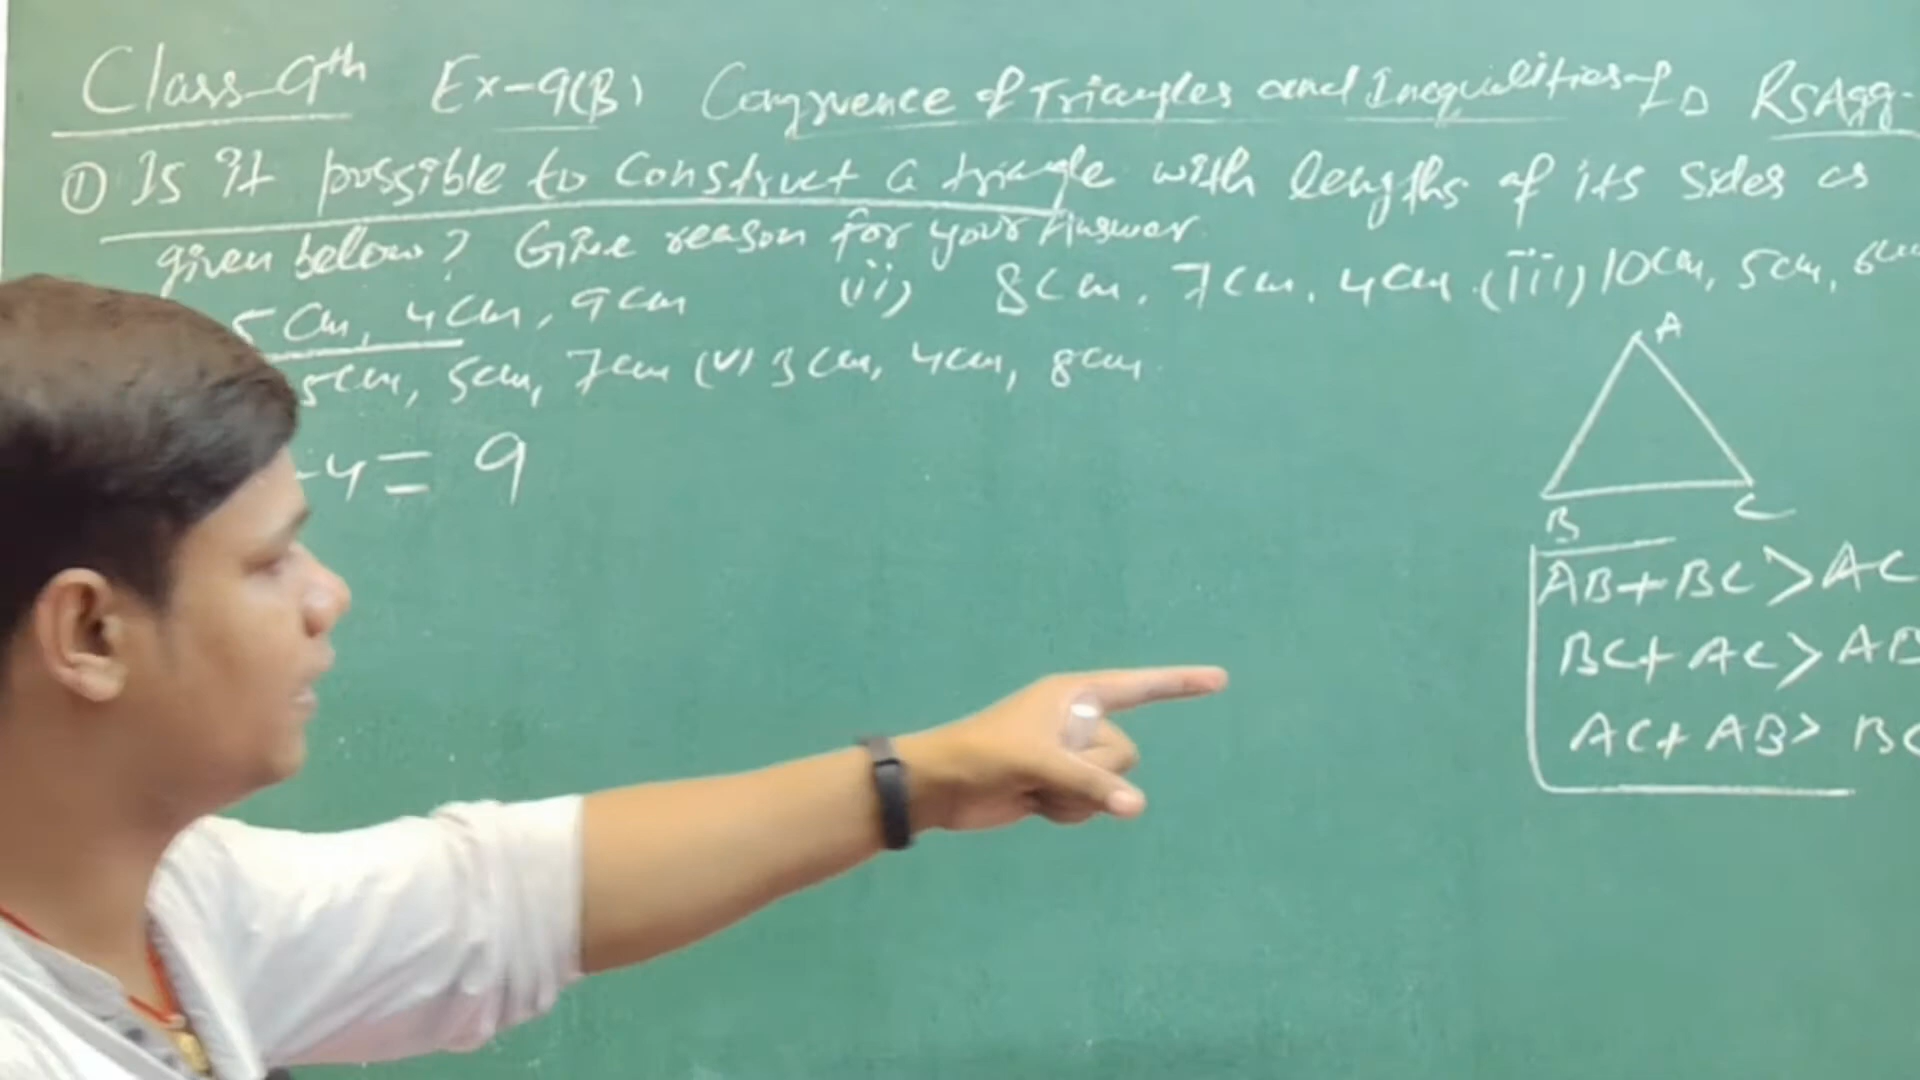 Class-9th Ex-9(B) Congruence of Triangles and Inequalities RSAgg-
① Is it possible to construct a triangle with lengths of its sides as
given below? Give reason for your Answer
5cm, 4cm, 9cm (ii) 8cm, 7cm, 4cm. (iii) 10cm, 5cm, 6cm
5cm, 5cm, 7cm (v) 3cm, 4cm, 8cm.
4 = 9
A
B C
AB+BC>AC
BC+AC>AB
AC+AB>BC